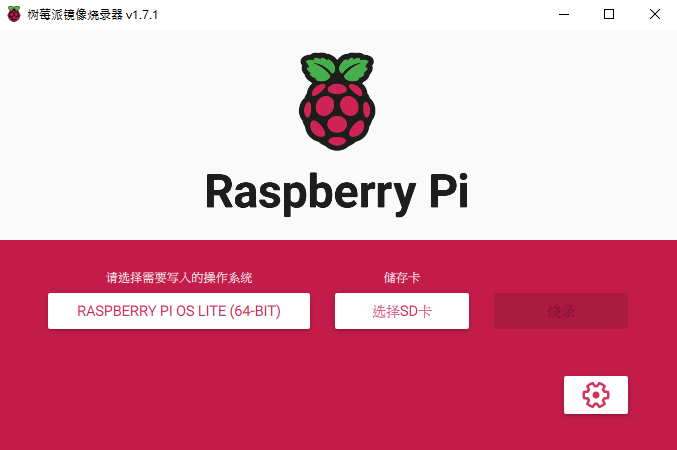 树莓派镜像烧录器 v1.7.1
Raspberry Pi
请选择需要写入的操作系统
储存卡
RASPBERRY PI OS LITE (64-BIT)
选择SD卡
烧录